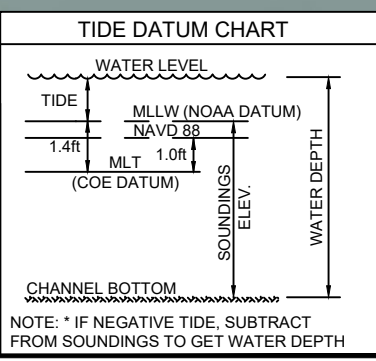 TIDE DATUM CHART
WATER LEVEL
TIDE
MLLW (NOAA DATUM)
NAVD 88
1.4ft
MLT
1.0ft
(COE DATUM)
SOUNDINGS
ELEV.
WATER DEPTH
CHANNEL BOTTOM
NOTE: * IF NEGATIVE TIDE, SUBTRACT
FROM SOUNDINGS TO GET WATER DEPTH